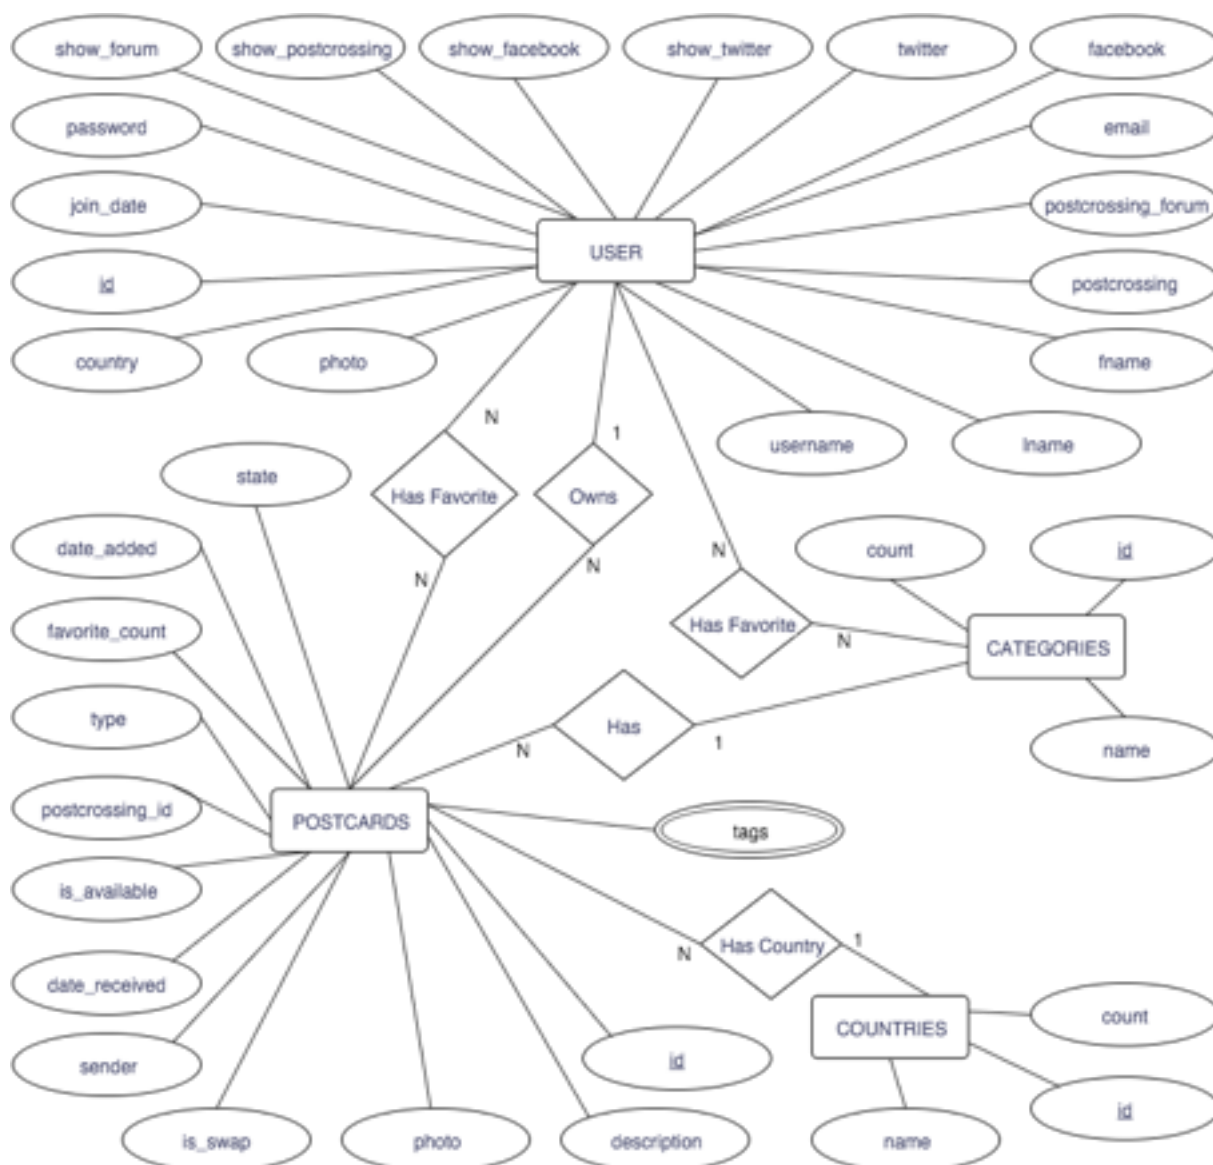 show_forum
show_postcrossing
show_facebook
show_twitter
twitter
facebook
password
email
join_date
postcrossing_forum
USER
id
postcrossing
country
photo
fname
N
1
username
lname
state
Has Favorite
Owns
date_added
N
N
N
count
id
favorite_count
Has Favorite
N
CATEGORIES
type
Has
N
1
name
postcrossing_id
POSTCARDS
tags
is_available
Has Country
N
1
date_received
COUNTRIES
count
sender
id
id
is_swap
photo
description
name